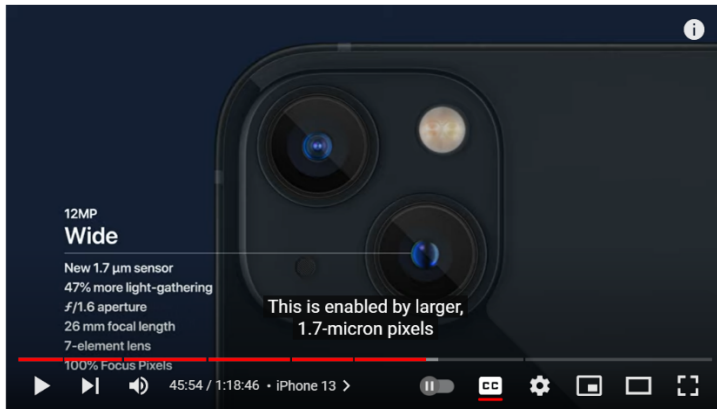 12MP
Wide
New 1.7 µm sensor
47% more light-gathering
ƒ/1.6 aperture
26 mm focal length
7-element lens
100% Focus Pixels
This is enabled by larger,
1.7-micron pixels
45:54 / 1:18:46 • iPhone 13 >
CC